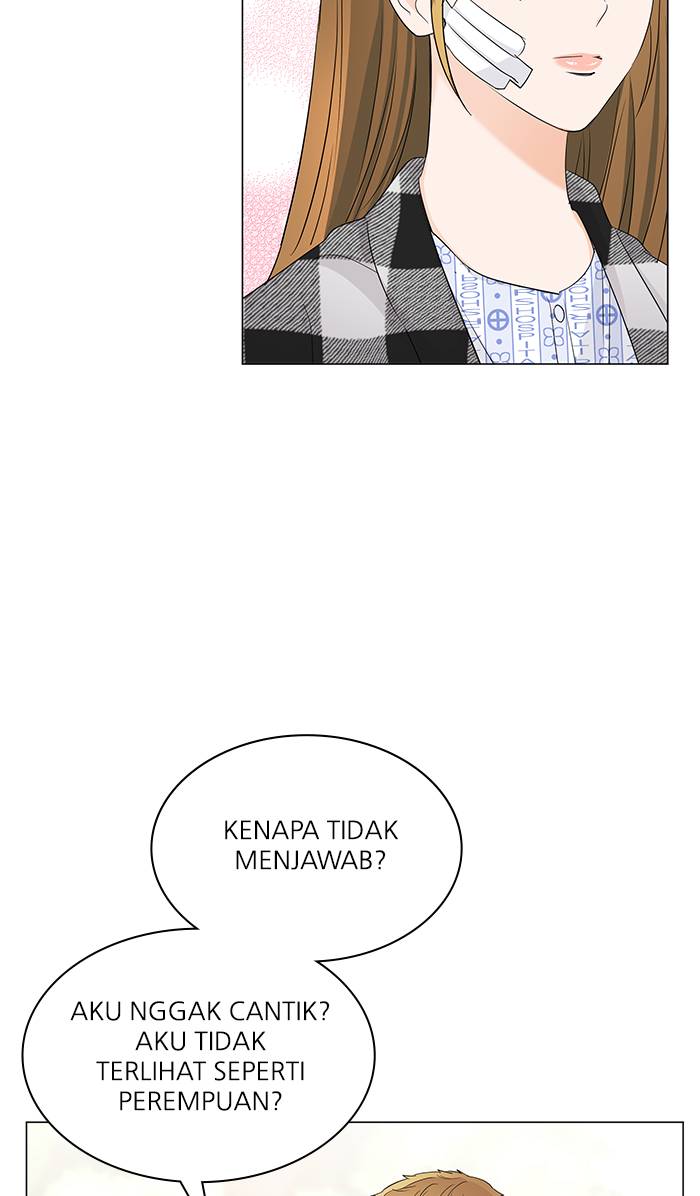 KENAPA TIDAK
MENJAWAB?
AKU NGGAK CANTIK?
AKU TIDAK
TERLIHAT SEPERTI
PEREMPUAN?